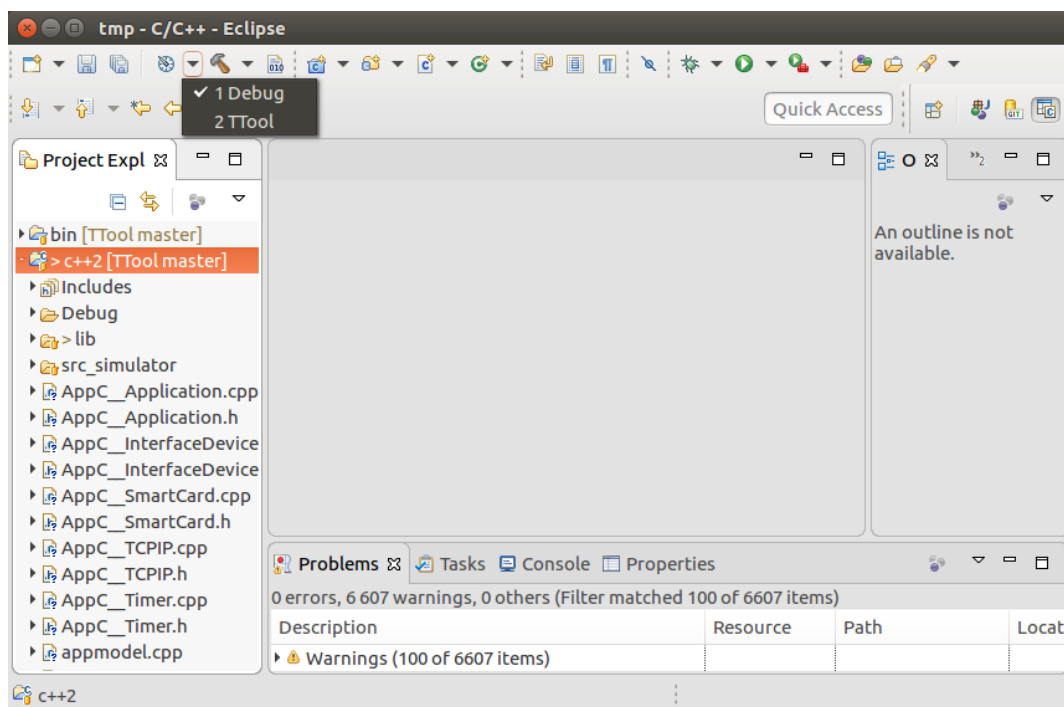 tmp - C/C++ - Eclipse
1 Debug
2 TTool
Quick Access
Project Expl
O
»2
bin [TTool master]
> c++2 [TTool master]
Includes
Debug
> lib
src_simulator
AppC__Application.cpp
AppC__Application.h
AppC__InterfaceDevice
AppC__InterfaceDevice
AppC__SmartCard.cpp
AppC__SmartCard.h
AppC__TCPIP.cpp
AppC__TCPIP.h
AppC__Timer.cpp
AppC__Timer.h
appmodel.cpp
An outline is not
available.
Problems Tasks Console Properties
0 errors, 6 607 warnings, 0 others (Filter matched 100 of 6607 items)
Description Resource Path Locat
Warnings (100 of 6607 items)
c++2